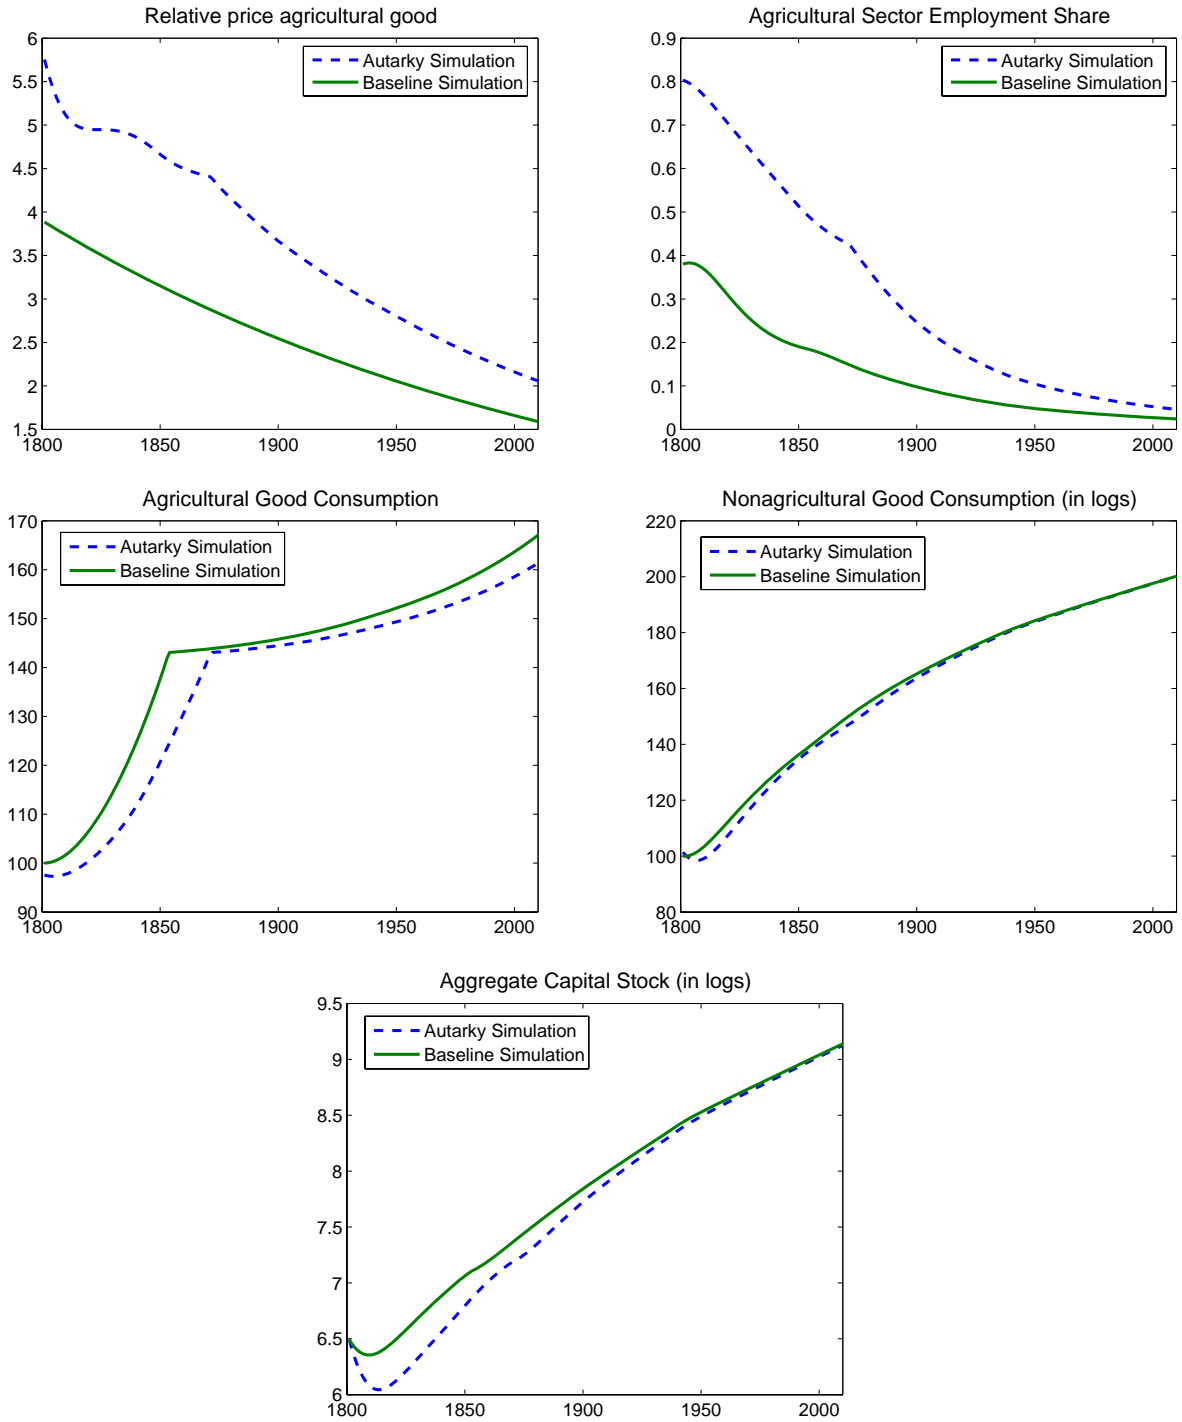 Relative price agricultural good
6
5.5
5
4.5
4
3.5
3
2.5
2
1.5
1800 1850 1900 1950 2000
Autarky Simulation
Baseline Simulation
Agricultural Sector Employment Share
0.9
0.8
0.7
0.6
0.5
0.4
0.3
0.2
0.1
0
1800 1850 1900 1950 2000
Autarky Simulation
Baseline Simulation
Agricultural Good Consumption
170
160
150
140
130
120
110
100
90
1800 1850 1900 1950 2000
Autarky Simulation
Baseline Simulation
Nonagricultural Good Consumption (in logs)
220
200
180
160
140
120
100
80
1800 1850 1900 1950 2000
Autarky Simulation
Baseline Simulation
Aggregate Capital Stock (in logs)
9.5
9
8.5
8
7.5
7
6.5
6
1800 1850 1900 1950 2000
Autarky Simulation
Baseline Simulation